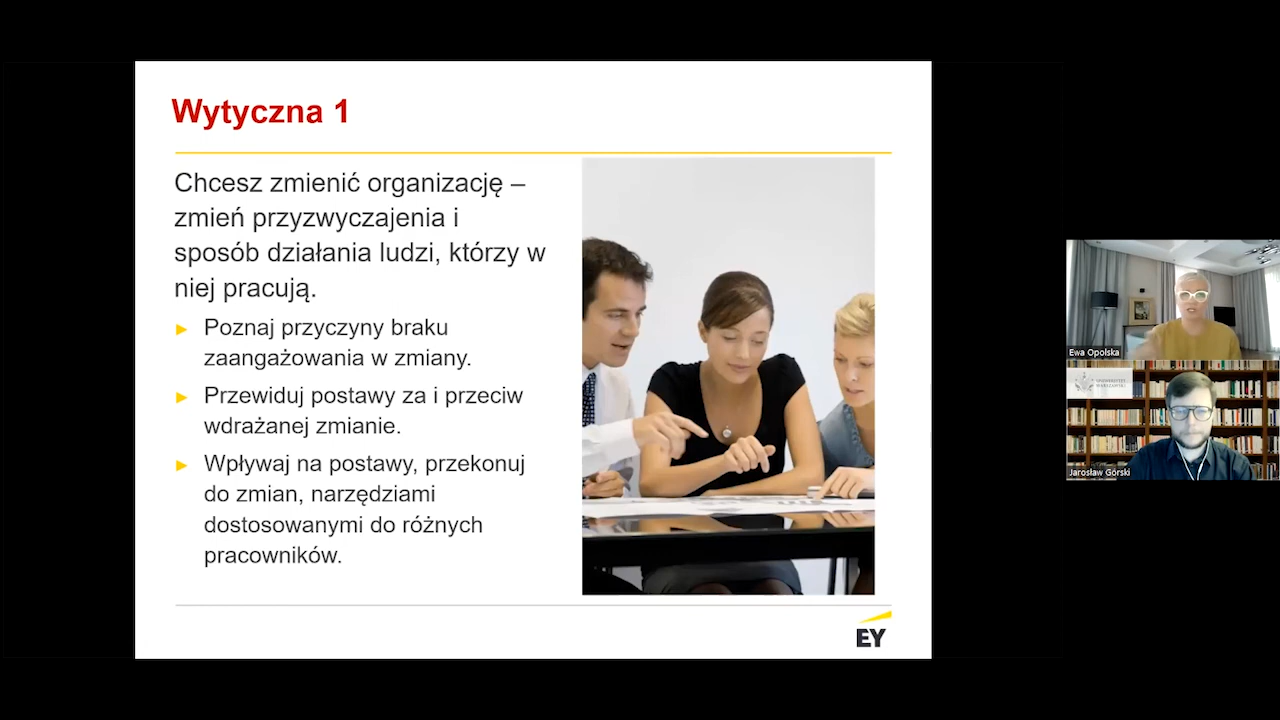 Wytyczna 1
Chcesz zmienić organizację –
zmień przyzwyczajenia i
sposób działania ludzi, którzy w
niej pracują.
Poznaj przyczyny braku
zaangażowania w zmiany.
Przewiduj postawy za i przeciw
wdrażanej zmianie.
Wpływaj na postawy, przekonuj
do zmian, narzędziami
dostosowanymi do różnych
pracowników.
EY
Ewa Opolska
UNIWERSYTET
WARSZAWSKI
Jarosław Górski